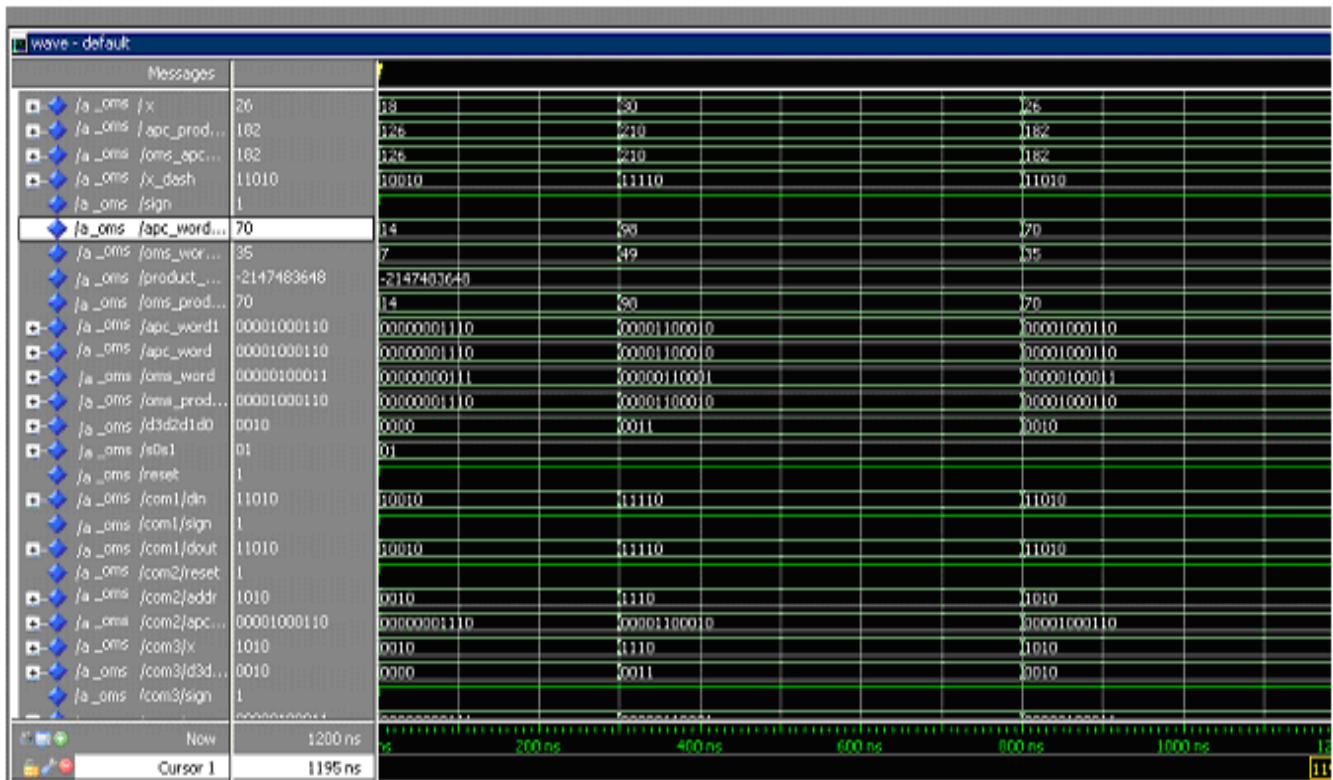 wave - default
Messages
/a_oms /x 26 18 30 26
/a_oms /apc_prod... 182 126 210 182
/a_oms /oms_apc... 182 126 210 182
/a_oms /x_dash 11010 10010 11110 11010
/a_oms /sign 1
/a_oms /apc_word... 70 14 98 70
/a_oms /oms_wor... 35 7 49 35
/a_oms /product_... -2147483648 -2147483648
/a_oms /oms_prod... 70 14 98 70
/a_oms /apc_word1 00001000110 00000001110 00001100010 00001000110
/a_oms /apc_word 00001000110 00000001110 00001100010 00001000110
/a_oms /oms_word 00000100011 00000000111 00000110001 00000100011
/a_oms /oms_prod... 00001000110 00000001110 00001100010 00001000110
/a_oms /d3d2d1d0 0010 0000 0011 0010
/a_oms /s0s1 01 01
/a_oms /reset 1
/a_oms /com1/din 11010 10010 11110 11010
/a_oms /com1/sign 1
/a_oms /com1/dout 11010 10010 11110 11010
/a_oms /com2/reset 1
/a_oms /com2/addr 1010 0010 1110 1010
/a_oms /com2/apc... 00001000110 00000001110 00001100010 00001000110
/a_oms /com3/x 1010 0010 1110 1010
/a_oms /com3/d3d... 0010 0000 0011 0010
/a_oms /com3/sign 1
Now 1200 ns ns 200 ns 400 ns 600 ns 800 ns 1000 ns 12
Cursor 1 1195 ns 119